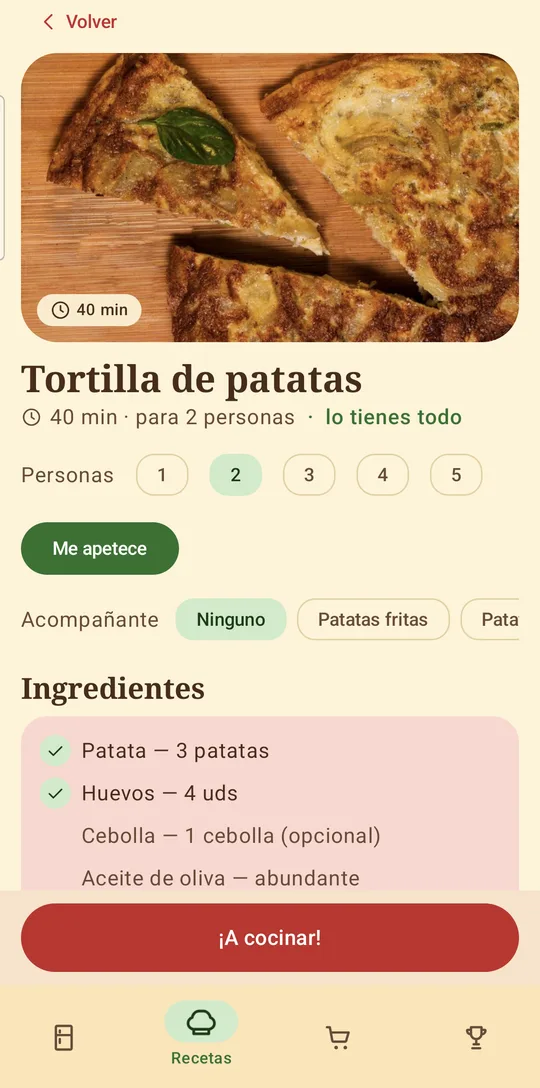 Volver
40 min
Tortilla de patatas
40 min · para 2 personas · lo tienes todo
Personas 1 2 3 4 5
Me apetece
Acompañante Ninguno Patatas fritas Pata
Ingredientes
Patata — 3 patatas
Huevos — 4 uds
Cebolla — 1 cebolla (opcional)
Aceite de oliva — abundante
¡A cocinar!
Recetas